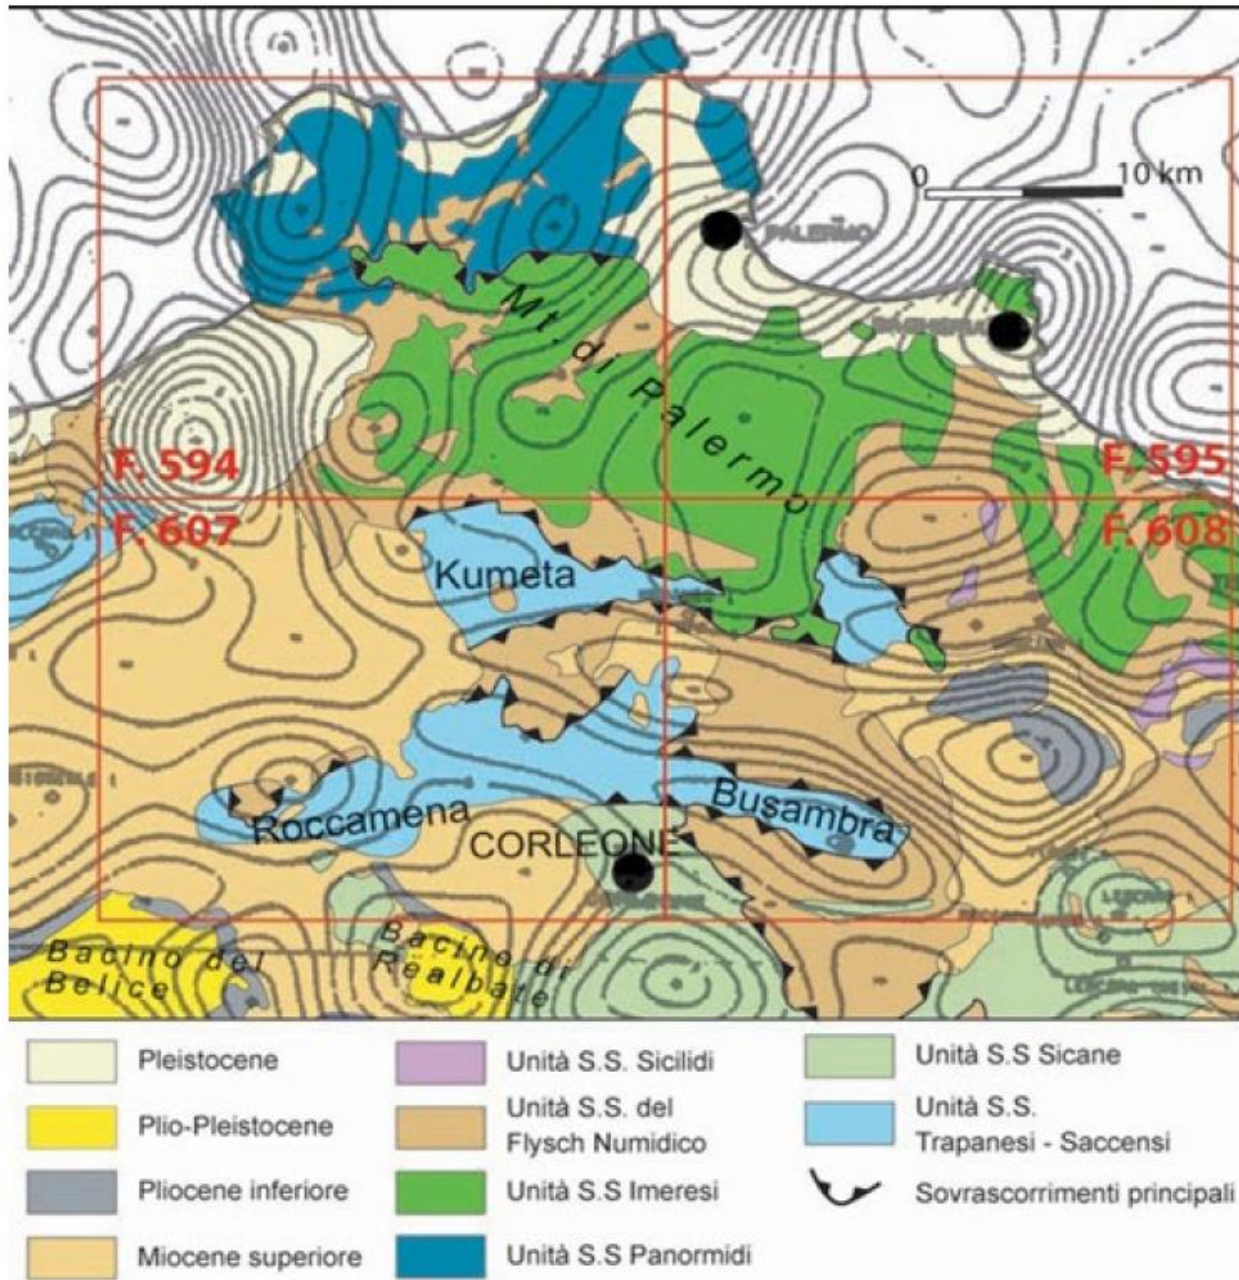 0
10 km
PALERMO
Mt. di Palermo
F. 594
F. 595
F. 607
F. 608
Kumeta
Roccamena
Busambra
CORLEONE
Bacino del
Belice
Bacino di
Realbate
Pleistocene
Plio-Pleistocene
Pliocene inferiore
Miocene superiore
Unità S.S. Sicilidi
Unità S.S. del
Flysch Numidico
Unità S.S Imeresi
Unità S.S Panormidi
Unità S.S Sicane
Unità S.S.
Trapanesi - Saccensi
Sovrascorrimenti principali